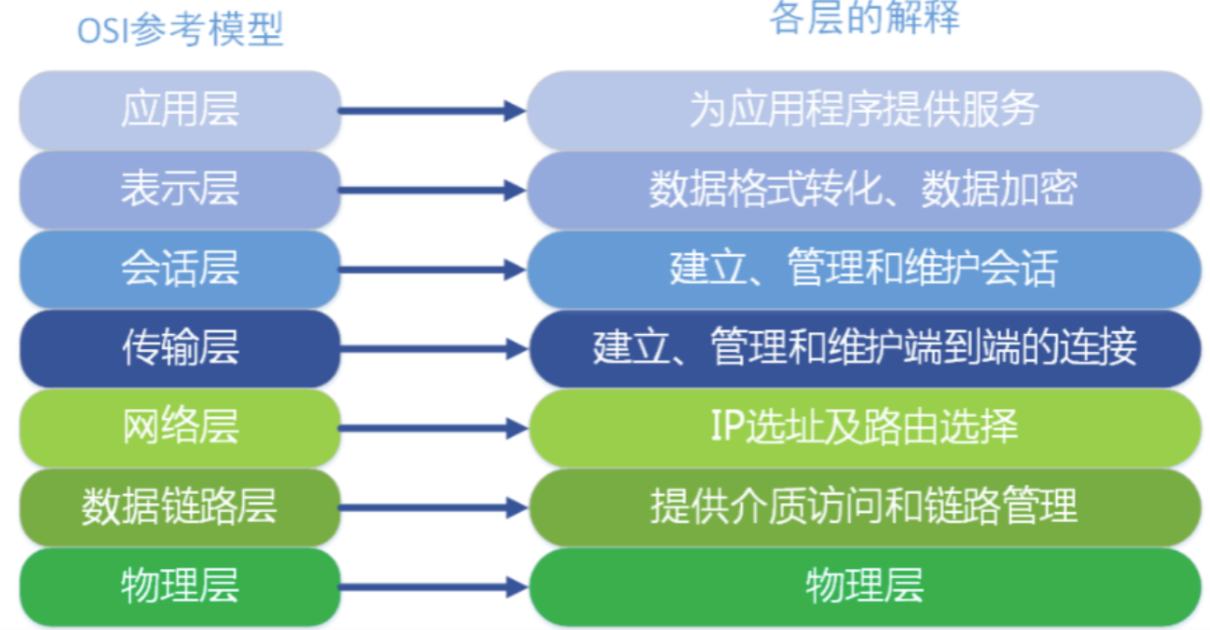 OSI参考模型
各层的解释
应用层
为应用程序提供服务
表示层
数据格式转化、数据加密
会话层
建立、管理和维护会话
传输层
建立、管理和维护端到端的连接
网络层
IP选址及路由选择
数据链路层
提供介质访问和链路管理
物理层
物理层